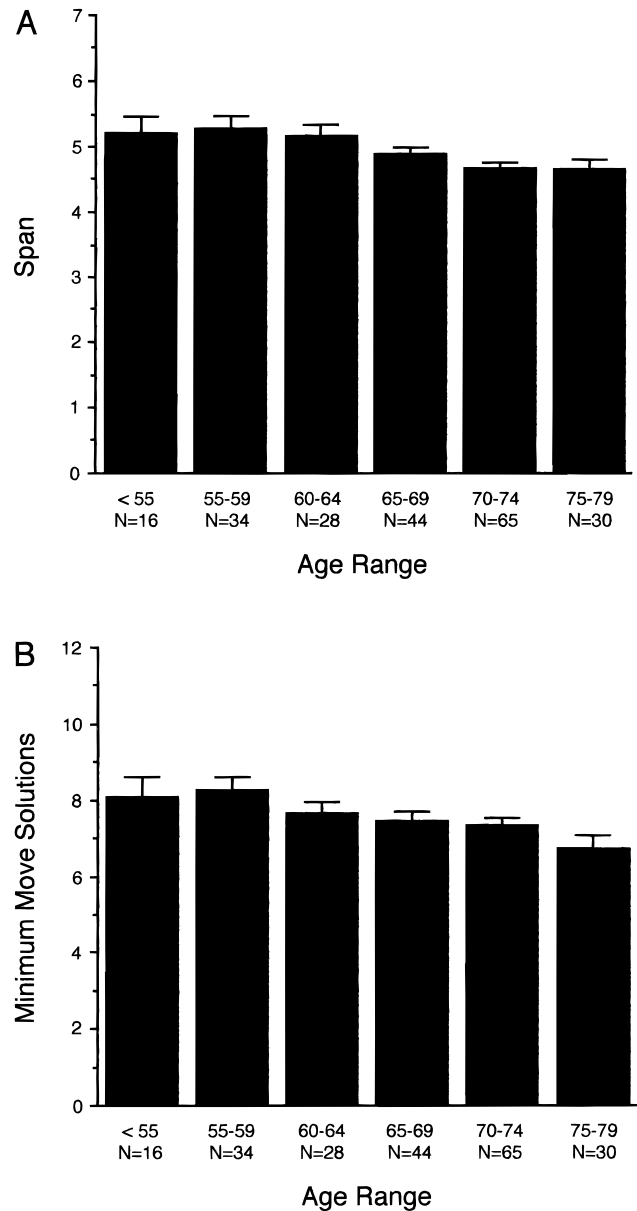 A
7
6
5
4
3
2
1
0
Span
< 55 55-59 60-64 65-69 70-74 75-79
N=16 N=34 N=28 N=44 N=65 N=30
Age Range
B
12
10
8
6
4
2
0
Minimum Move Solutions
< 55 55-59 60-64 65-69 70-74 75-79
N=16 N=34 N=28 N=44 N=65 N=30
Age Range